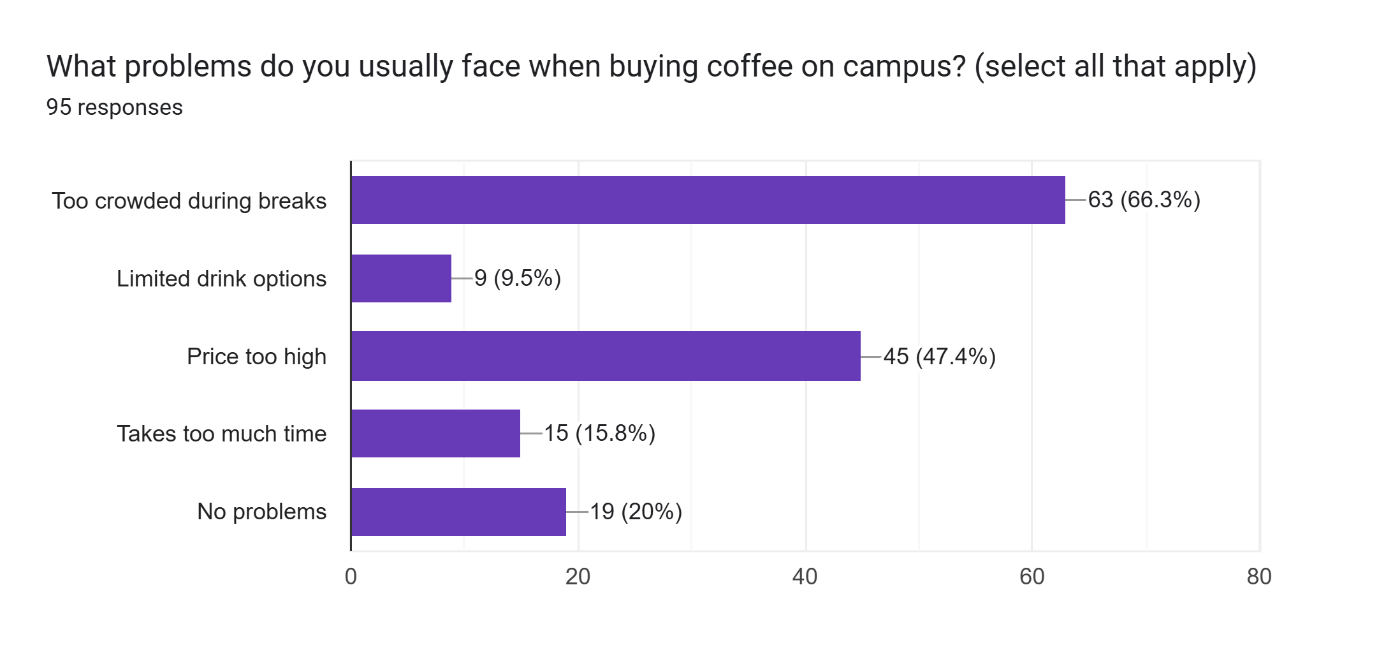 What problems do you usually face when buying coffee on campus? (select all that apply)
95 responses
Too crowded during breaks
63 (66.3%)
Limited drink options
9 (9.5%)
Price too high
45 (47.4%)
Takes too much time
15 (15.8%)
No problems
19 (20%)
0 20 40 60 80